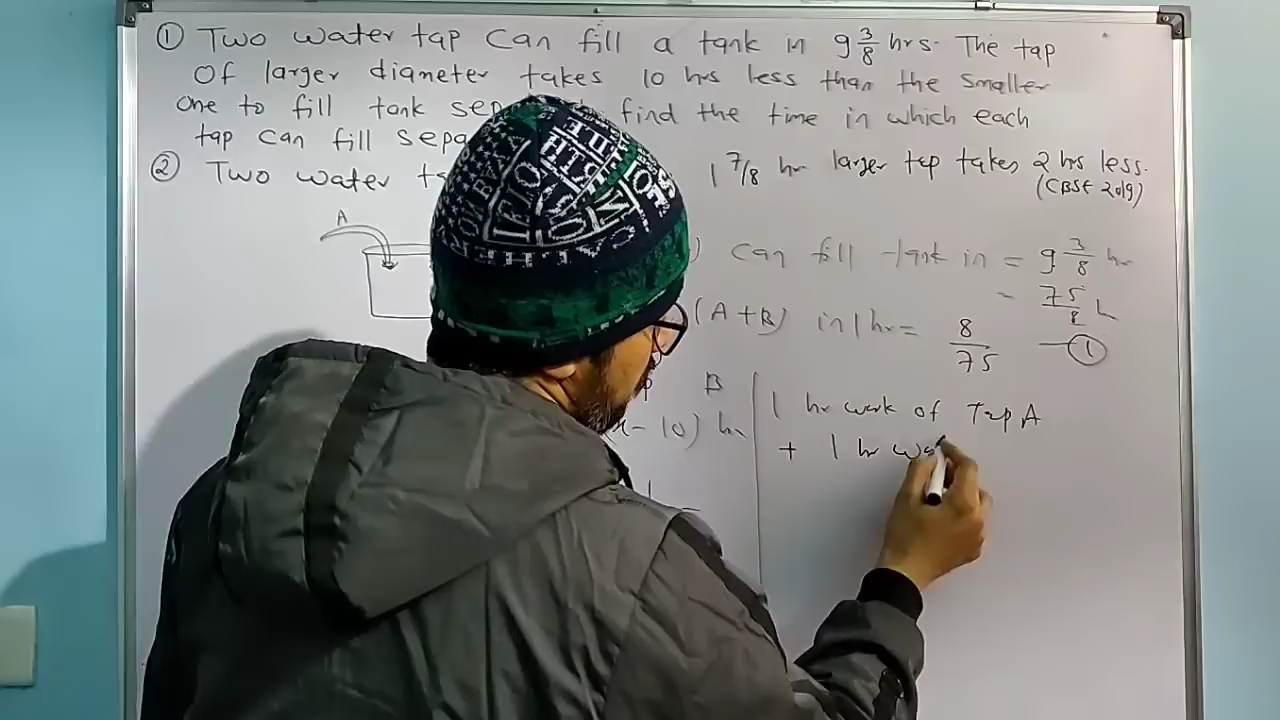 ① Two water tap can fill a tank in 9 3/8 hrs. The tap
of larger diameter takes 10 hrs less than the smaller
one to fill tank find the time in which each
tap can fill
② Two water 1 7/8 hr larger tap takes 2 hrs less.
(CBSE 2019)
A
) can fill tank in = 9 3/8 hr
= 75/8 h
(A+B) in 1 hr = 8/75 —①
B
x - 10) hr
1 hr work of Tap A
+ 1 hr wo